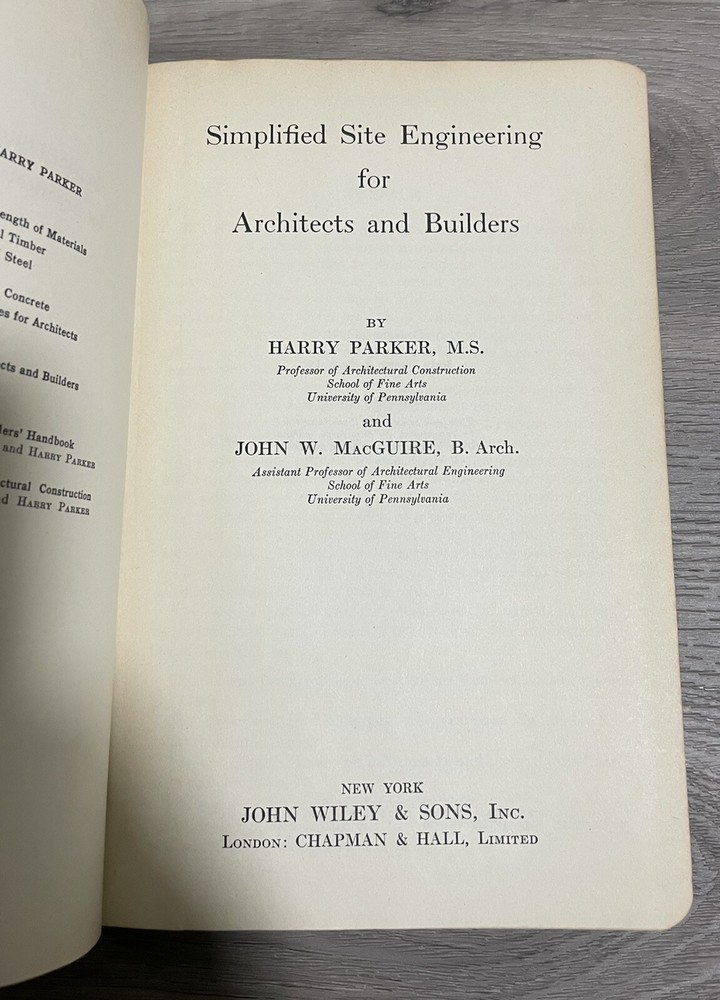 ARRY PARKER
ength of Materials
l Timber
Steel
Concrete
es for Architects
cts and Builders
ders' Handbook
and HARRY PARKER
ctural Construction
d HARRY PARKER
Simplified Site Engineering
for
Architects and Builders
BY
HARRY PARKER, M.S.
Professor of Architectural Construction
School of Fine Arts
University of Pennsylvania
and
JOHN W. MACGUIRE, B. Arch.
Assistant Professor of Architectural Engineering
School of Fine Arts
University of Pennsylvania
NEW YORK
JOHN WILEY & SONS, INC.
LONDON: CHAPMAN & HALL, LIMITED